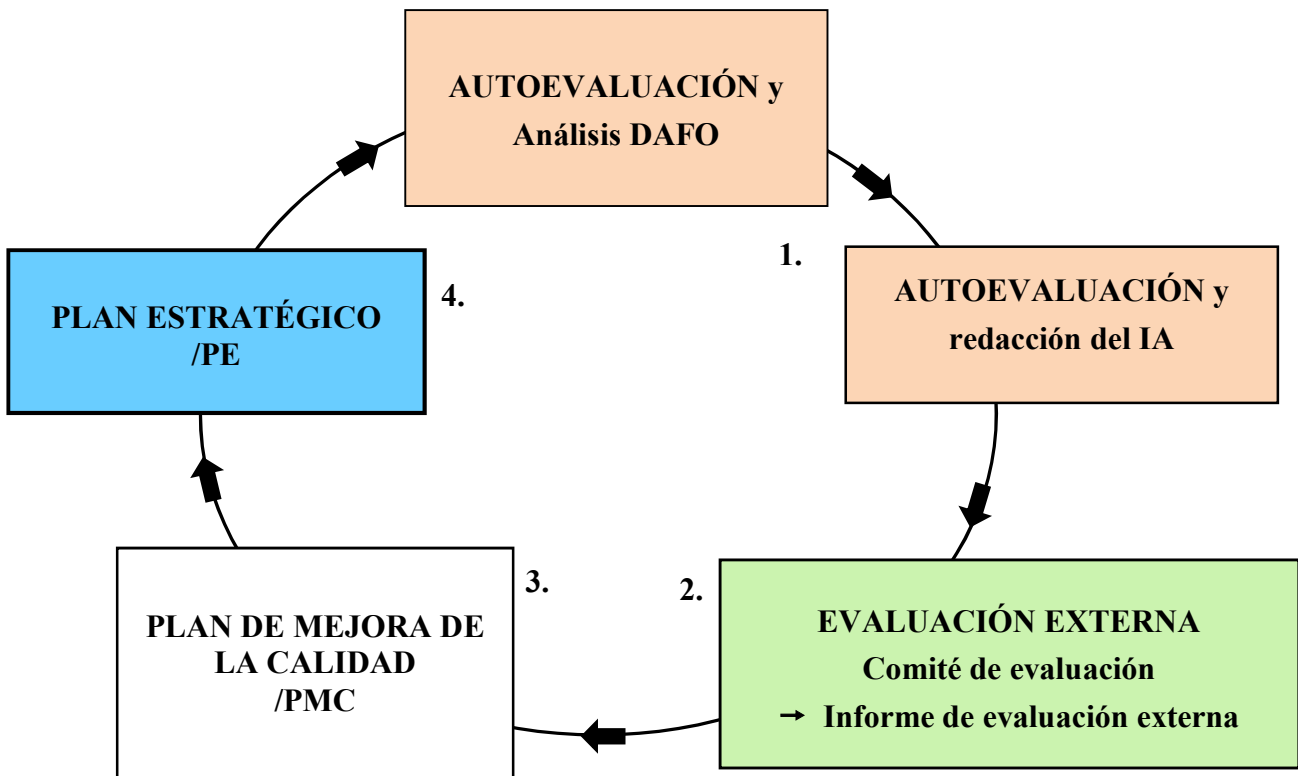 AUTOEVALUACIÓN y
Análisis DAFO
1.
AUTOEVALUACIÓN y
redacción del IA
2.
EVALUACIÓN EXTERNA
Comité de evaluación
→ Informe de evaluación externa
3.
PLAN DE MEJORA DE
LA CALIDAD
/PMC
4.
PLAN ESTRATÉGICO
/PE